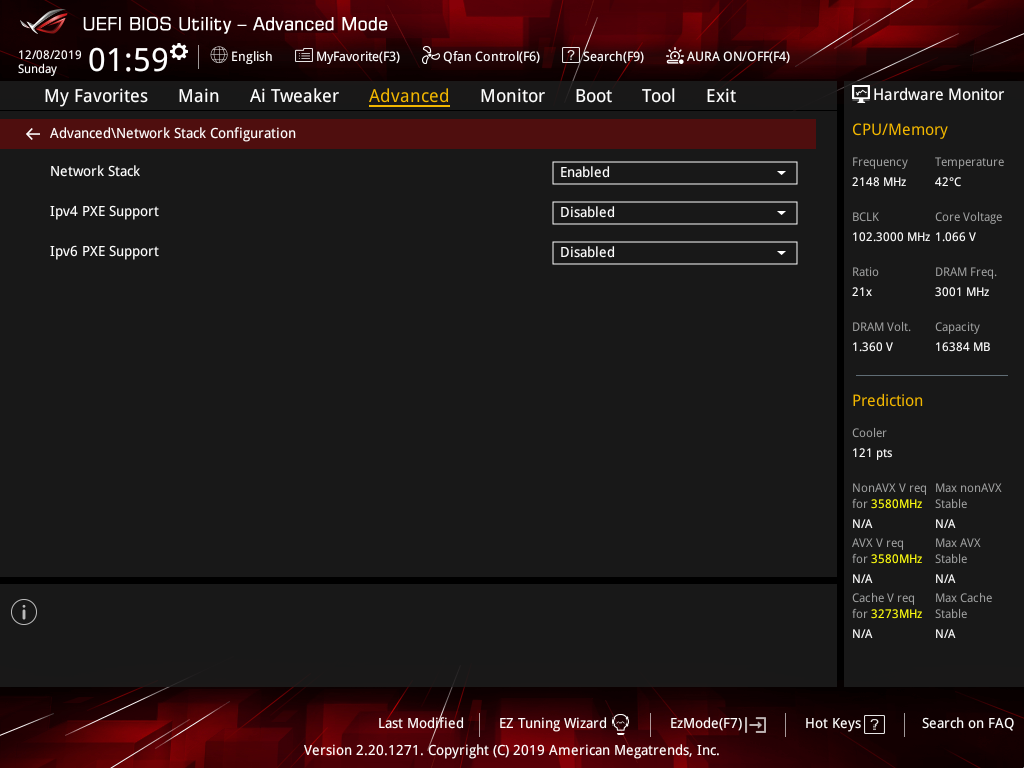 UEFI BIOS Utility – Advanced Mode
12/08/2019
Sunday
01:59
English
MyFavorite(F3)
Qfan Control(F6)
? Search(F9)
AURA ON/OFF(F4)
My Favorites Main Ai Tweaker Advanced Monitor Boot Tool Exit
Advanced\Network Stack Configuration
Network Stack Enabled
Ipv4 PXE Support Disabled
Ipv6 PXE Support Disabled
i
Hardware Monitor
CPU/Memory
Frequency Temperature
2148 MHz 42°C
BCLK Core Voltage
102.3000 MHz 1.066 V
Ratio DRAM Freq.
21x 3001 MHz
DRAM Volt. Capacity
1.360 V 16384 MB
Prediction
Cooler
121 pts
NonAVX V req Max nonAVX
for 3580MHz Stable
N/A N/A
AVX V req Max AVX
for 3580MHz Stable
N/A N/A
Cache V req Max Cache
for 3273MHz Stable
N/A N/A
Last Modified EZ Tuning Wizard EzMode(F7) Hot Keys ? Search on FAQ
Version 2.20.1271. Copyright (C) 2019 American Megatrends, Inc.